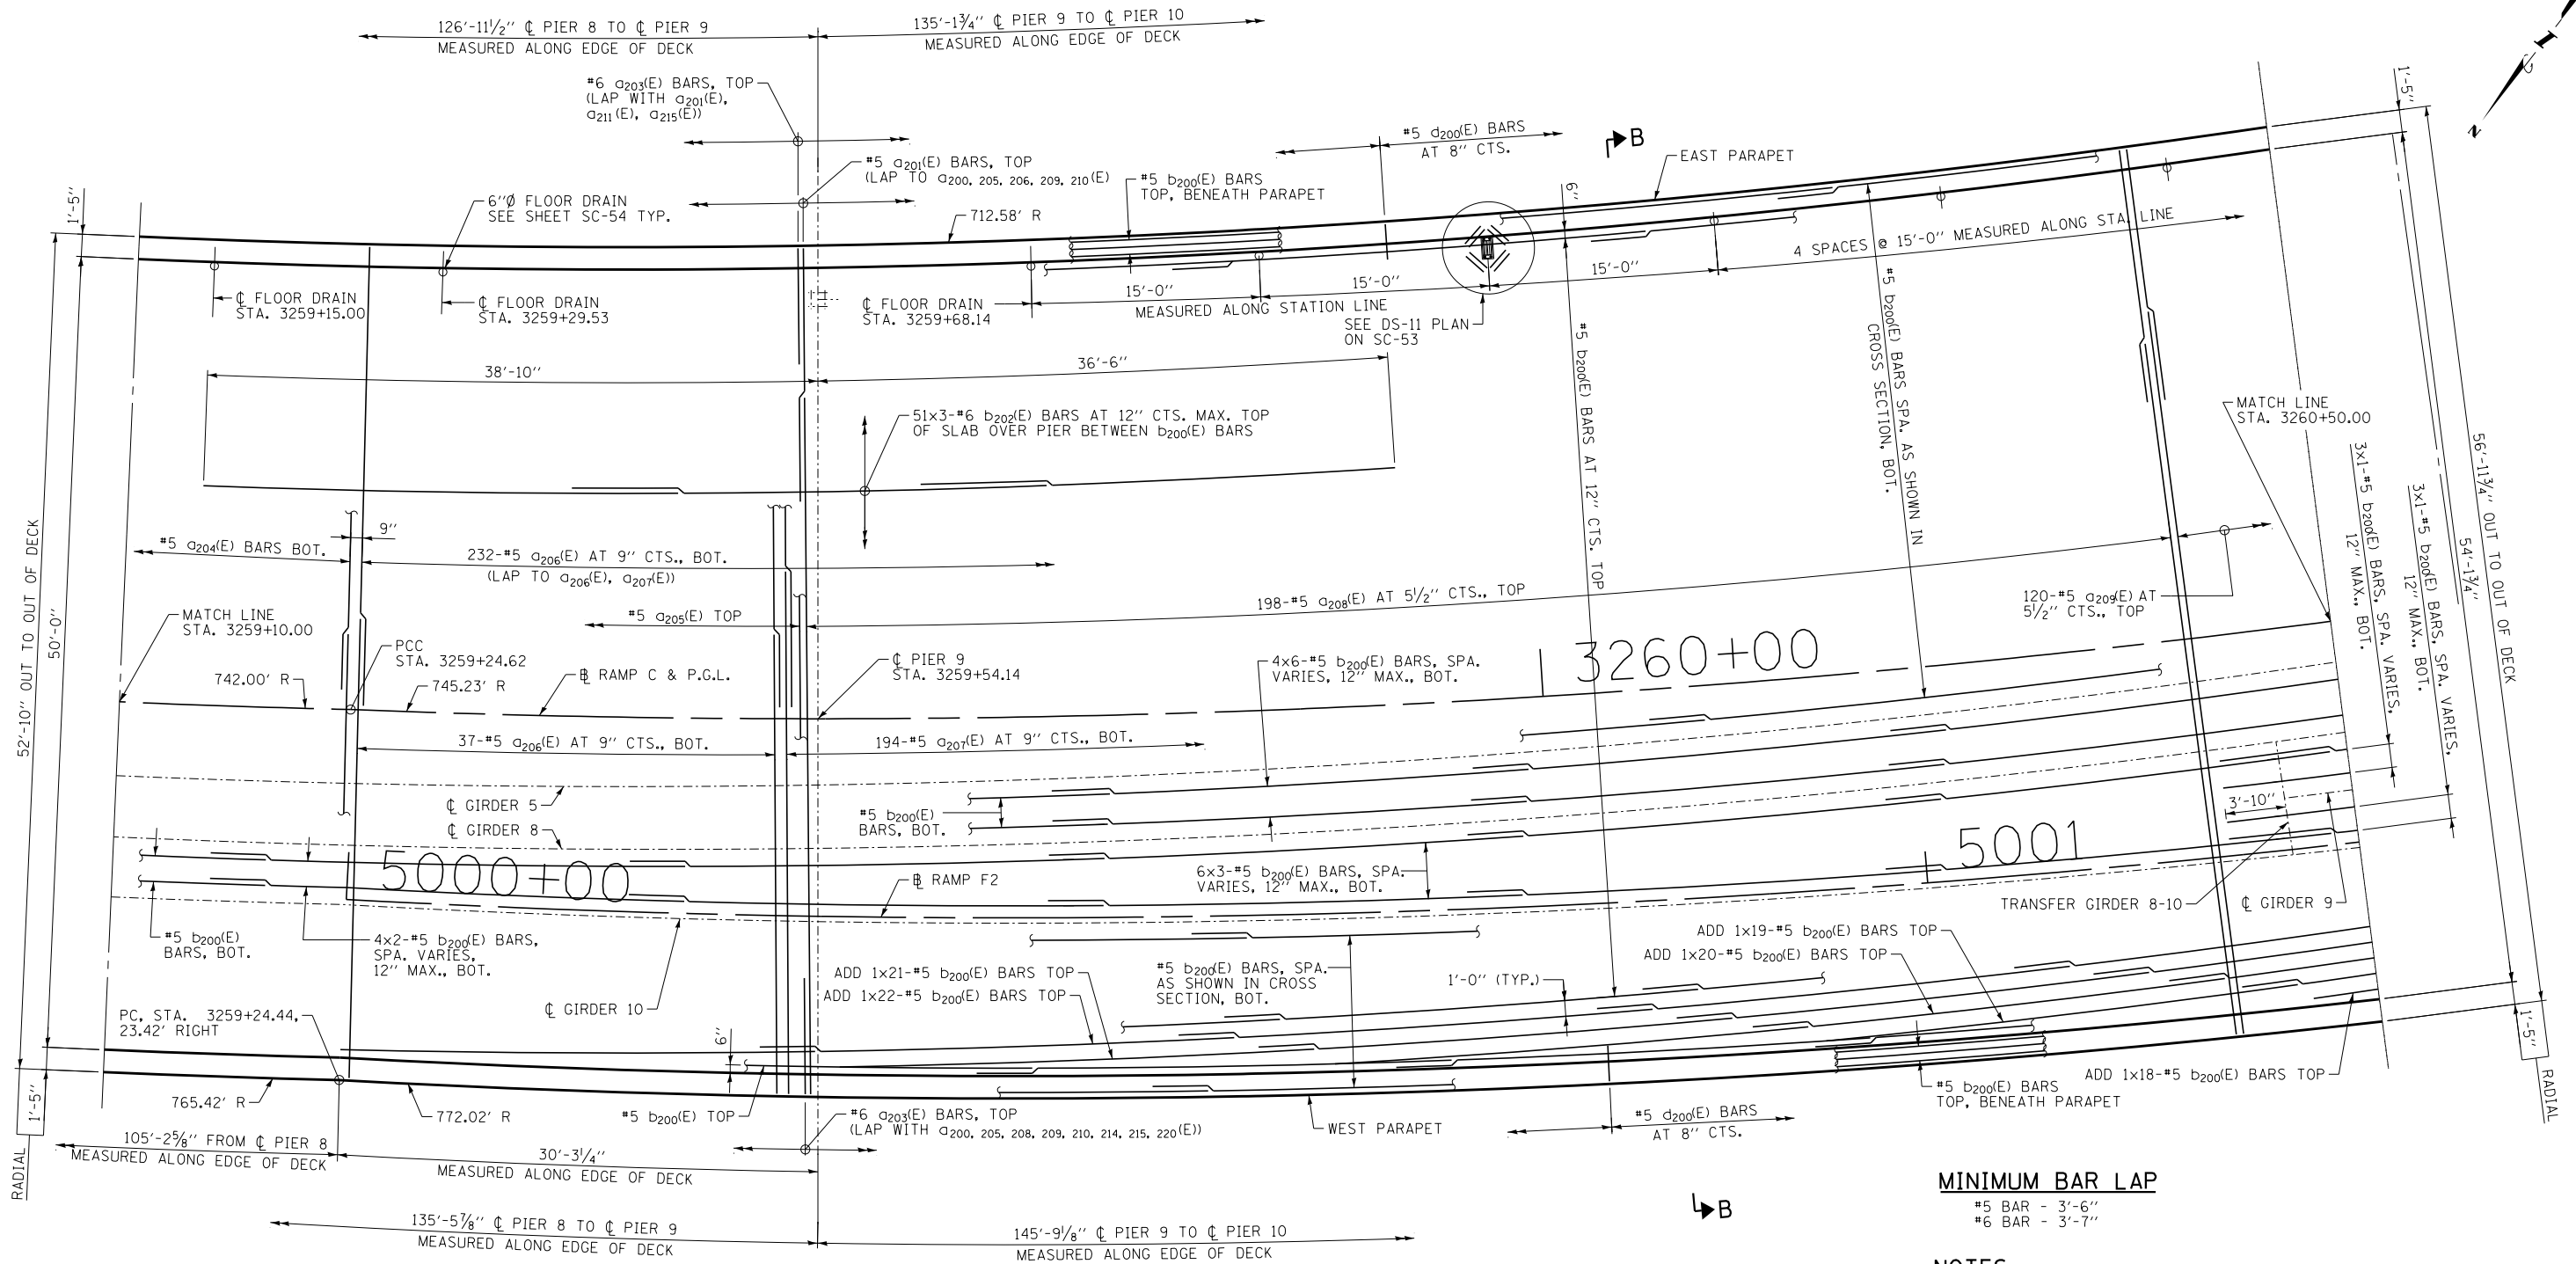 126'-11½" ℄ PIER 8 TO ℄ PIER 9
MEASURED ALONG EDGE OF DECK
135'-1¾" ℄ PIER 9 TO ℄ PIER 10
MEASURED ALONG EDGE OF DECK
#6 a203(E) BARS, TOP
(LAP WITH a201(E),
a211(E), a215(E))
#5 a201(E) BARS, TOP
(LAP TO a200, 205, 206, 209, 210(E)
#5 d200(E) BARS
AT 8" CTS.
B
EAST PARAPET
1'-5"
N
1'-5"
6"Ø FLOOR DRAIN
SEE SHEET SC-54 TYP.
#5 b200(E) BARS
TOP, BENEATH PARAPET
712.58' R
6"
4 SPACES @ 15'-0" MEASURED ALONG STA. LINE
℄ FLOOR DRAIN
STA. 3259+15.00
℄ FLOOR DRAIN
STA. 3259+29.53
℄ FLOOR DRAIN
STA. 3259+68.14
15'-0"
15'-0"
15'-0"
MEASURED ALONG STATION LINE
SEE DS-11 PLAN
ON SC-53
38'-10"
36'-6"
#5 b200(E) BARS AT 12" CTS. TOP
#5 b200(E) BARS SPA. AS SHOWN IN
CROSS SECTION, BOT.
51x3-#6 b202(E) BARS AT 12" CTS. MAX. TOP
OF SLAB OVER PIER BETWEEN b200(E) BARS
MATCH LINE
STA. 3260+50.00
3x1-#5 b200(E) BARS, SPA. VARIES,
12" MAX., BOT.
3x1-#5 b200(E) BARS, SPA. VARIES,
12" MAX., BOT.
54'-1¾"
56'-11¾" OUT TO OUT OF DECK
52'-10" OUT TO OUT OF DECK
50'-0"
9"
#5 a204(E) BARS BOT.
232-#5 a206(E) AT 9" CTS., BOT.
(LAP TO a206(E), a207(E))
#5 a205(E) TOP
198-#5 a208(E) AT 5½" CTS., TOP
120-#5 a209(E) AT
5½" CTS., TOP
MATCH LINE
STA. 3259+10.00
PCC
STA. 3259+24.62
742.00' R
745.23' R
℄ RAMP C & P.G.L.
℄ PIER 9
STA. 3259+54.14
4x6-#5 b200(E) BARS, SPA.
VARIES, 12" MAX., BOT.
3260+00
37-#5 a206(E) AT 9" CTS., BOT.
194-#5 a207(E) AT 9" CTS., BOT.
℄ GIRDER 5
℄ GIRDER 8
#5 b200(E)
BARS, BOT.
3'-10"
5000+00
5001
6x3-#5 b200(E) BARS, SPA.
VARIES, 12" MAX., BOT.
℄ RAMP F2
TRANSFER GIRDER 8-10
℄ GIRDER 9
#5 b200(E)
BARS, BOT.
4x2-#5 b200(E) BARS,
SPA. VARIES,
12" MAX., BOT.
ADD 1x19-#5 b200(E) BARS TOP
ADD 1x20-#5 b200(E) BARS TOP
ADD 1x21-#5 b200(E) BARS TOP
ADD 1x22-#5 b200(E) BARS TOP
#5 b200(E) BARS, SPA.
AS SHOWN IN CROSS
SECTION, BOT.
1'-0" (TYP.)
PC, STA. 3259+24.44,
23.42' RIGHT
℄ GIRDER 10
6"
1'-5"
1'-5"
RADIAL
765.42' R
772.02' R
#5 b200(E) TOP
#6 a203(E) BARS, TOP
(LAP WITH a200, 205, 208, 209, 210, 214, 215, 220(E))
WEST PARAPET
#5 d200(E) BARS
AT 8" CTS.
#5 b200(E) BARS
TOP, BENEATH PARAPET
ADD 1x18-#5 b200(E) BARS TOP
105'-2⅝" FROM ℄ PIER 8
MEASURED ALONG EDGE OF DECK
30'-3¼"
MEASURED ALONG EDGE OF DECK
RADIAL
135'-5⅞" ℄ PIER 8 TO ℄ PIER 9
MEASURED ALONG EDGE OF DECK
145'-9⅛" ℄ PIER 9 TO ℄ PIER 10
MEASURED ALONG EDGE OF DECK
B
MINIMUM BAR LAP
#5 BAR - 3'-6"
#6 BAR - 3'-7"